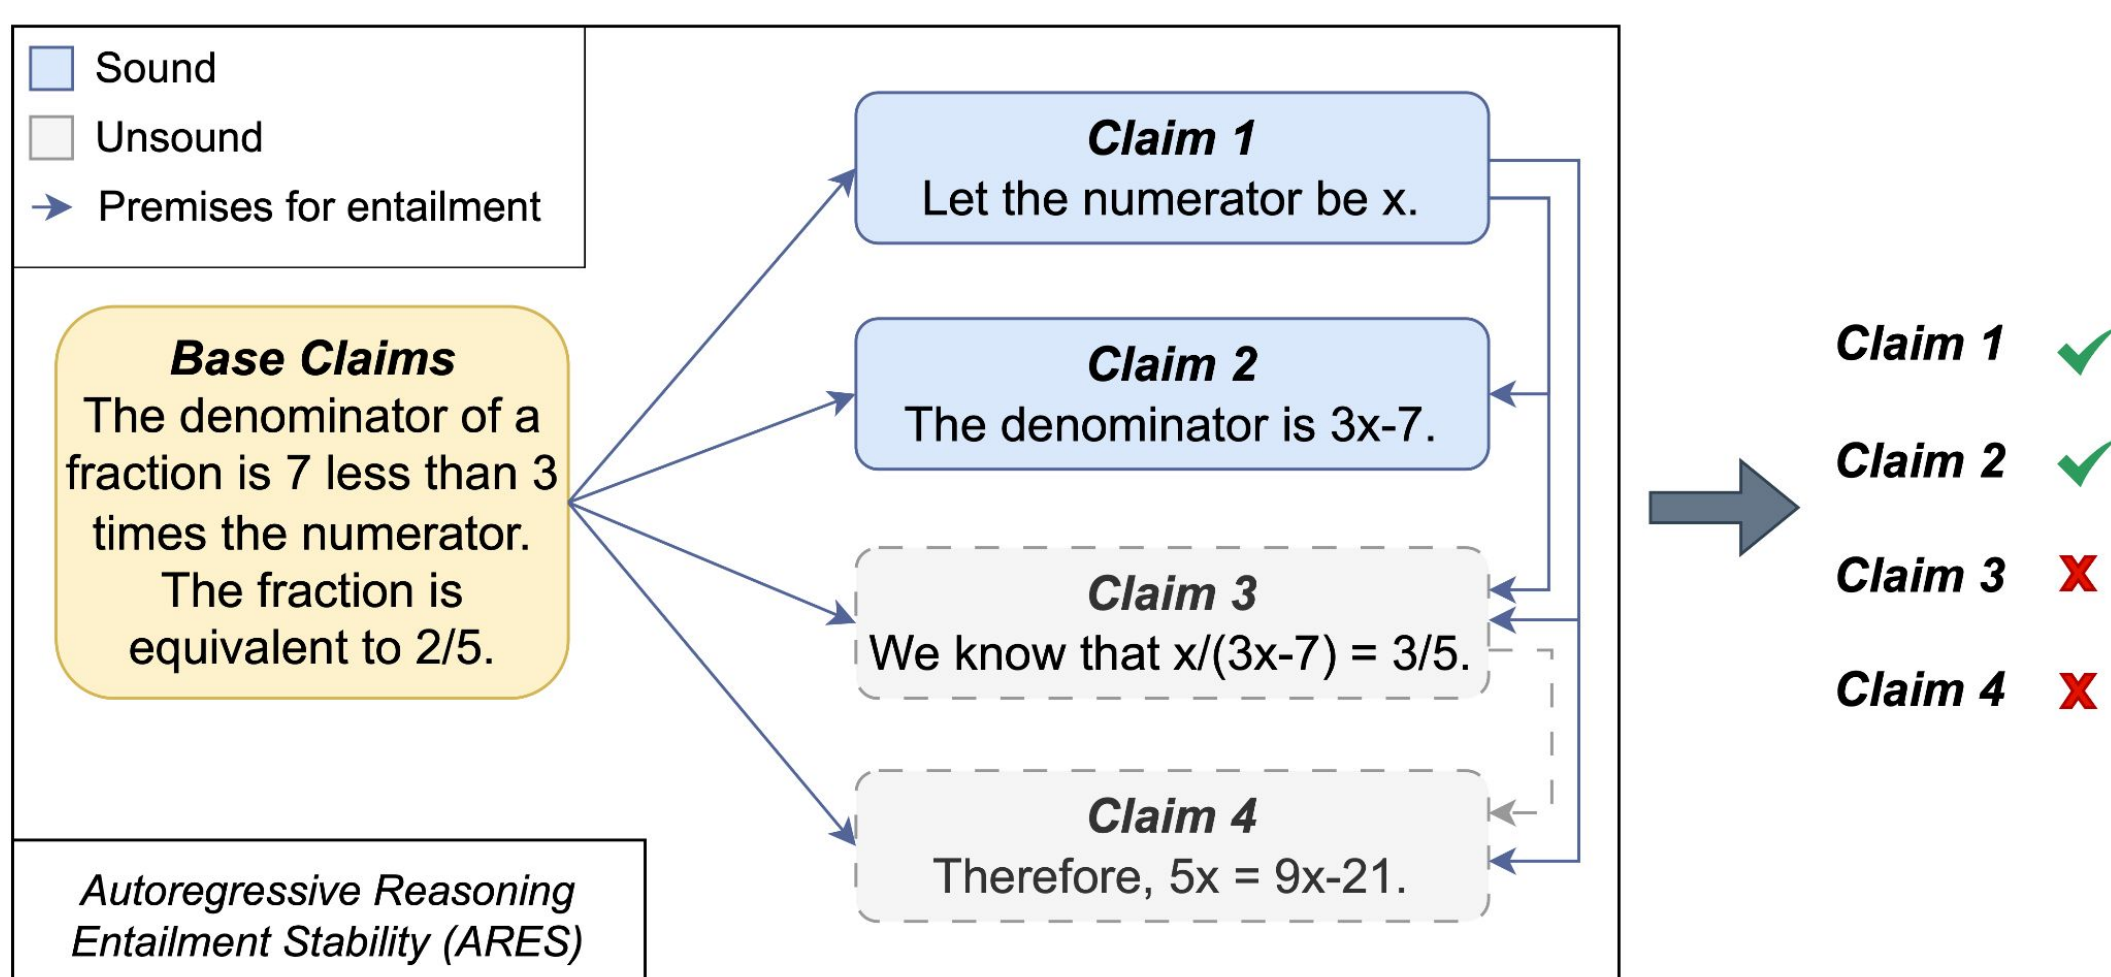 Sound
Unsound
Premises for entailment
Base Claims
The denominator of a
fraction is 7 less than 3
times the numerator.
The fraction is
equivalent to 2/5.
Claim 1
Let the numerator be x.
Claim 2
The denominator is 3x-7.
Claim 3
We know that x/(3x-7) = 3/5.
Claim 4
Therefore, 5x = 9x-21.
Autoregressive Reasoning
Entailment Stability (ARES)
Claim 1
Claim 2
Claim 3
Claim 4